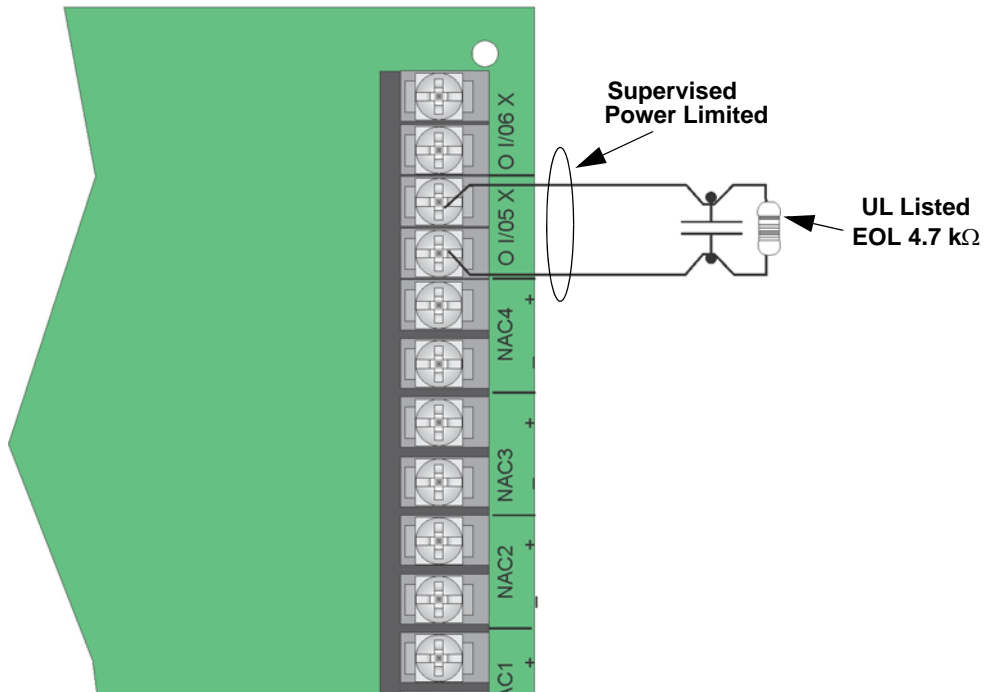 Supervised
Power Limited
UL Listed
EOL 4.7 kΩ
O I/06 X
O I/05 X
+
NAC4
-
+
NAC3
-
+
NAC2
-
+